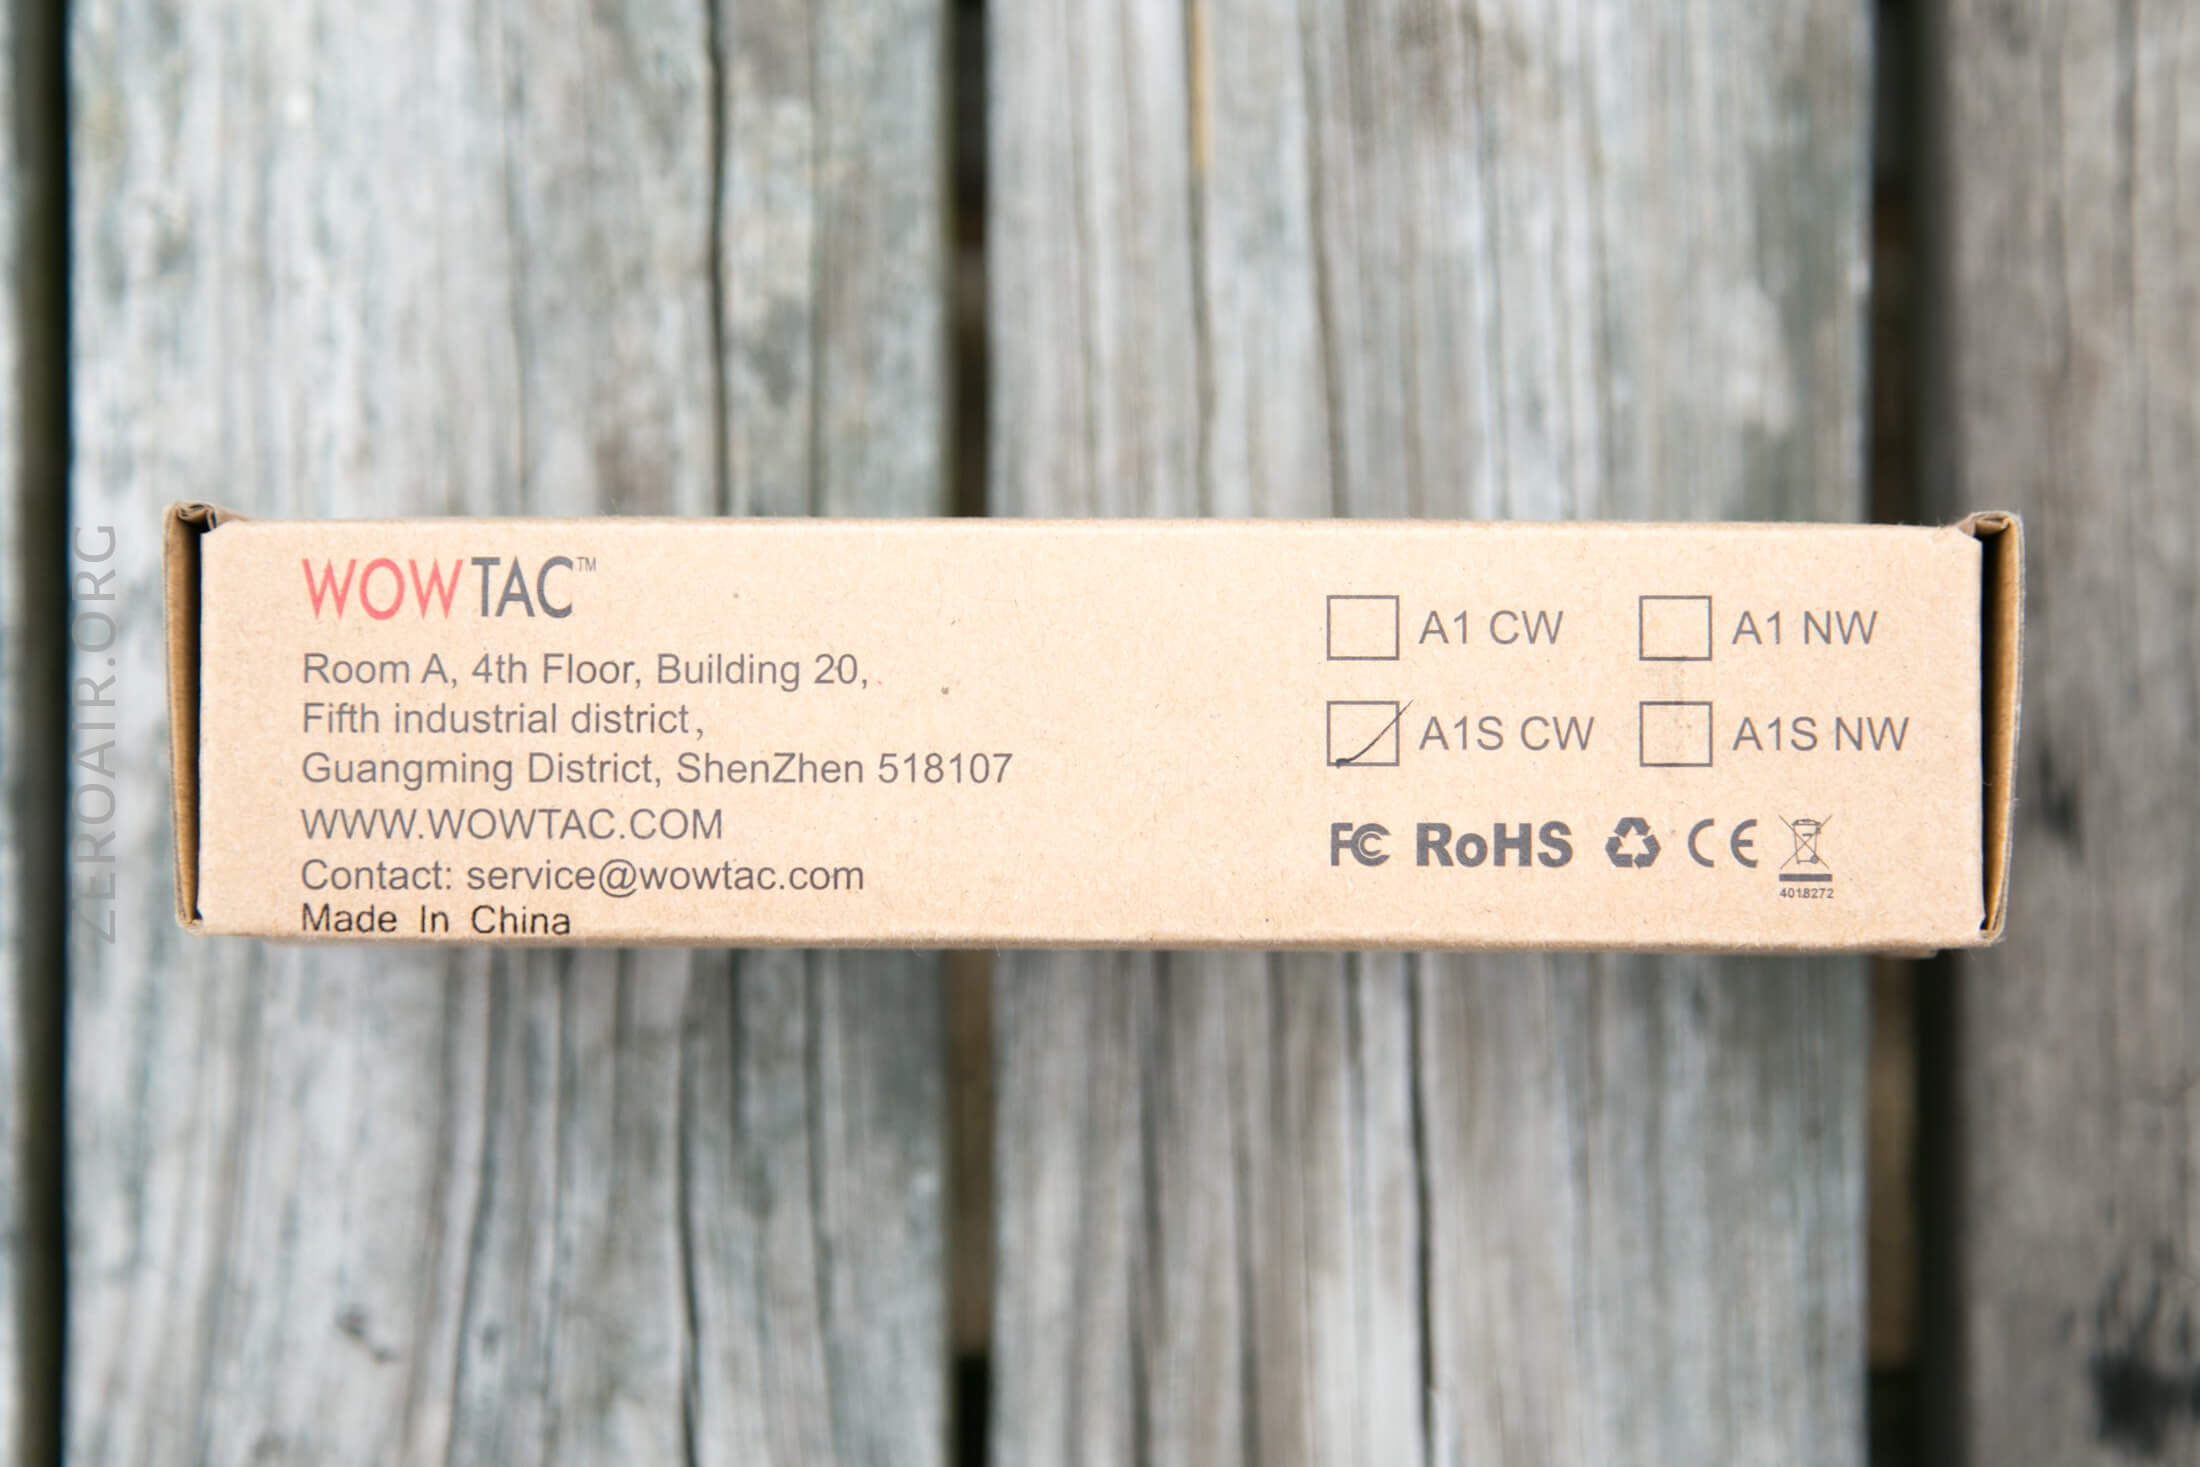 WOWTAC™
Room A, 4th Floor, Building 20,
Fifth industrial district,
Guangming District, ShenZhen 518107
WWW.WOWTAC.COM
Contact: service@wowtac.com
Made In China
A1 CW
A1 NW
A1S CW
A1S NW
FC RoHS CE
4018272
ZEROAIR.ORG